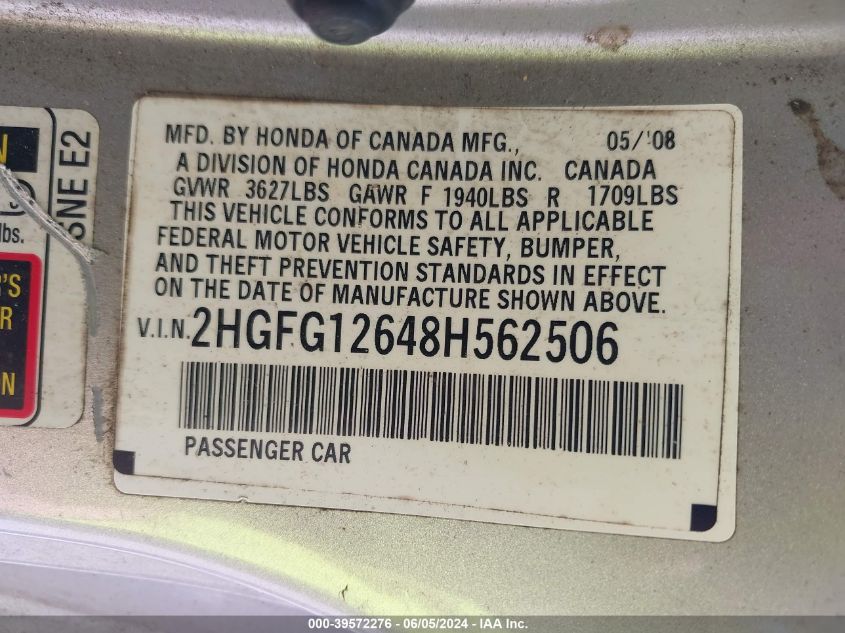 MFD. BY HONDA OF CANADA MFG., 05/'08
A DIVISION OF HONDA CANADA INC. CANADA
GVWR 3627LBS GAWR F 1940LBS R 1709LBS
THIS VEHICLE CONFORMS TO ALL APPLICABLE
FEDERAL MOTOR VEHICLE SAFETY, BUMPER,
AND THEFT PREVENTION STANDARDS IN EFFECT
ON THE DATE OF MANUFACTURE SHOWN ABOVE.
V.I.N. 2HGFG12648H562506
PASSENGER CAR
SNE E2
N
lbs.
'S
R
ON
000-39572276 - 06/05/2024 - IAA Inc.